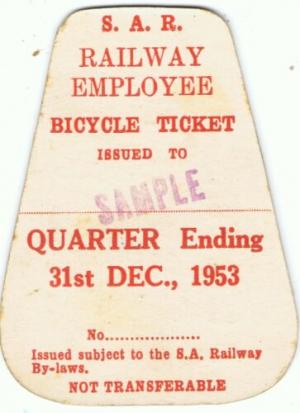 S. A. R.
RAILWAY
EMPLOYEE
BICYCLE TICKET
ISSUED TO
SAMPLE
QUARTER Ending
31st DEC., 1953
No...................
Issued subject to the S.A. Railway
By-laws.
NOT TRANSFERABLE